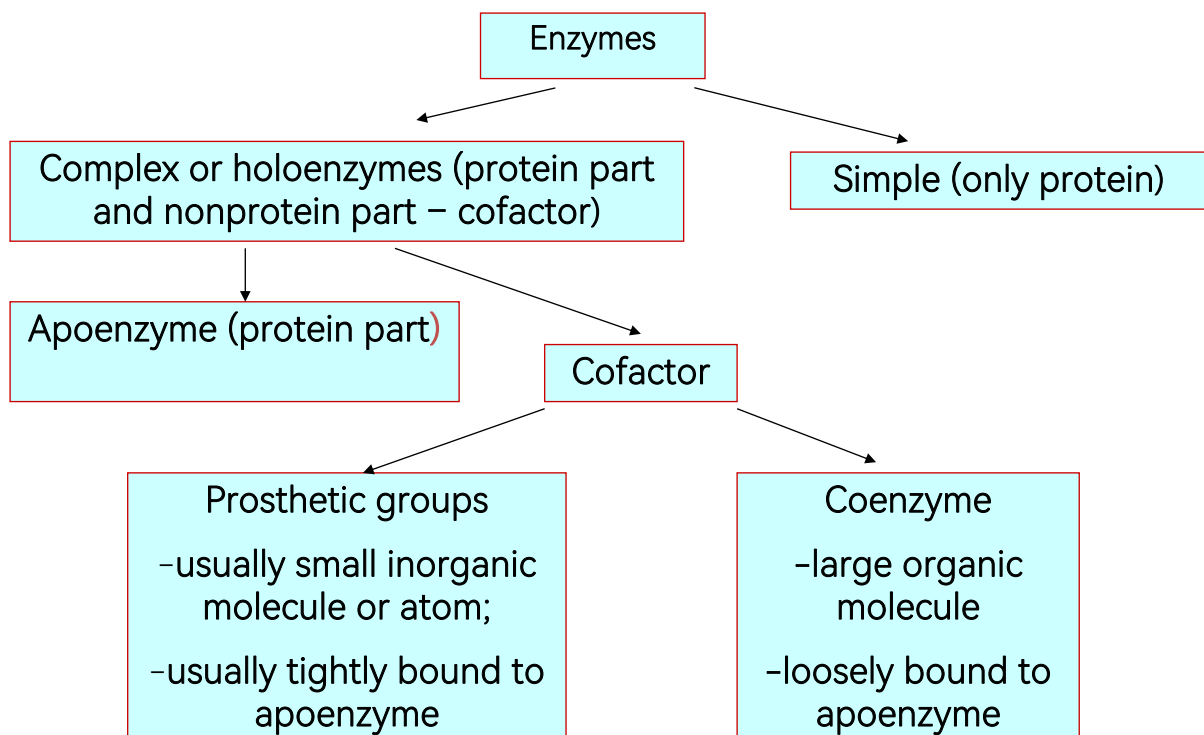 Enzymes
Complex or holoenzymes (protein part
and nonprotein part – cofactor)
Simple (only protein)
Apoenzyme (protein part)
Cofactor
Prosthetic groups
-usually small inorganic
molecule or atom;
-usually tightly bound to
apoenzyme
Coenzyme
-large organic
molecule
-loosely bound to
apoenzyme